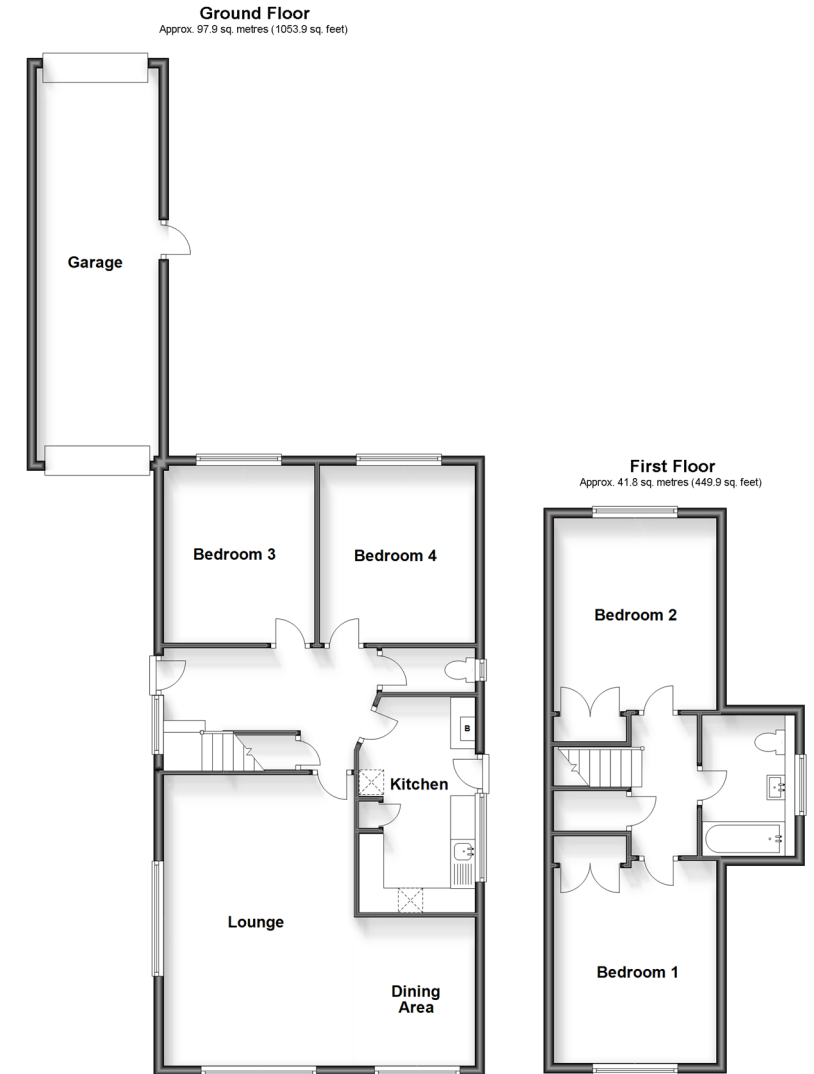 Ground Floor
Approx. 97.9 sq. metres (1053.9 sq. feet)
Garage
Bedroom 3
Bedroom 4
B
Kitchen
Lounge
Dining
Area
First Floor
Approx. 41.8 sq. metres (449.9 sq. feet)
Bedroom 2
Bedroom 1